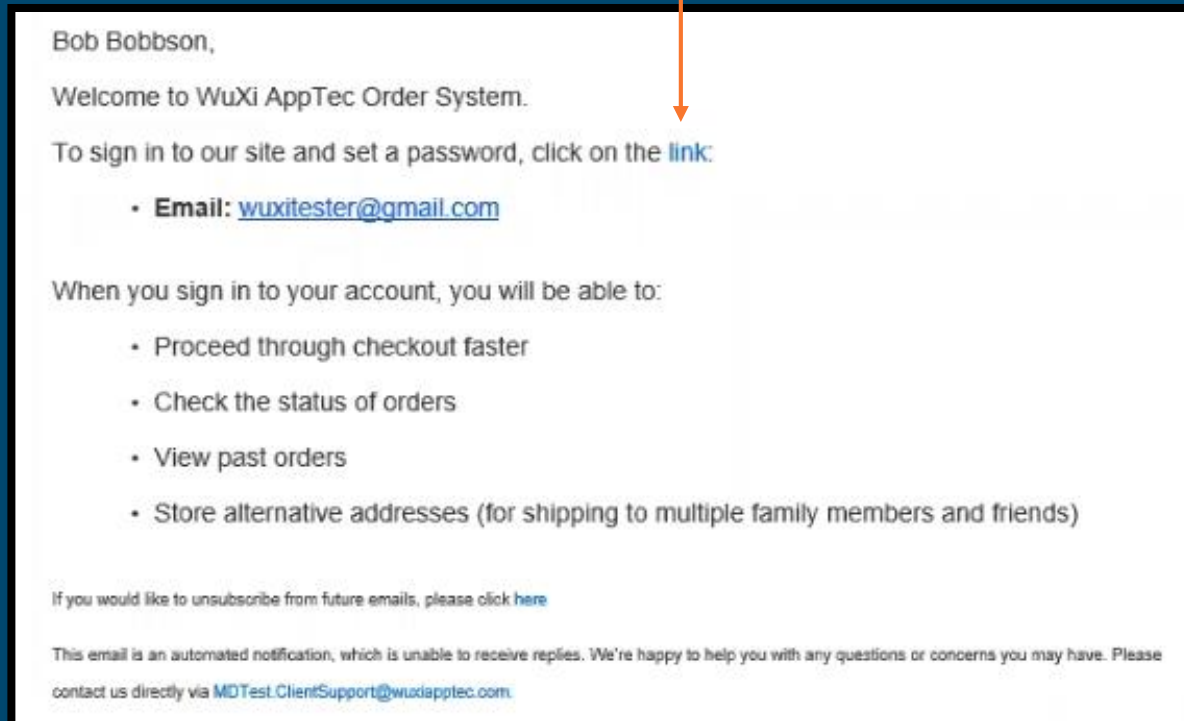 Bob Bobbson,
Welcome to WuXi AppTec Order System.
To sign in to our site and set a password, click on the link:
• Email: wuxitester@gmail.com
When you sign in to your account, you will be able to:
• Proceed through checkout faster
• Check the status of orders
• View past orders
• Store alternative addresses (for shipping to multiple family members and friends)
If you would like to unsubscribe from future emails, please click here
This email is an automated notification, which is unable to receive replies. We're happy to help you with any questions or concerns you may have. Please
contact us directly via MDTest.ClientSupport@wuxiapptec.com.